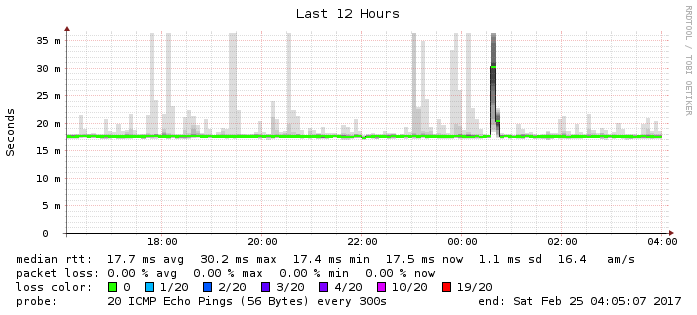 Last 12 Hours
RRDTOOL / TOBI OETIKER
Seconds
35 m
30 m
25 m
20 m
15 m
10 m
5 m
0
18:00 20:00 22:00 00:00 02:00 04:00
median rtt: 17.7 ms avg 30.2 ms max 17.4 ms min 17.5 ms now 1.1 ms sd 16.4 am/s
packet loss: 0.00 % avg 0.00 % max 0.00 % min 0.00 % now
loss color: 0 1/20 2/20 3/20 4/20 10/20 19/20
probe: 20 ICMP Echo Pings (56 Bytes) every 300s end: Sat Feb 25 04:05:07 2017